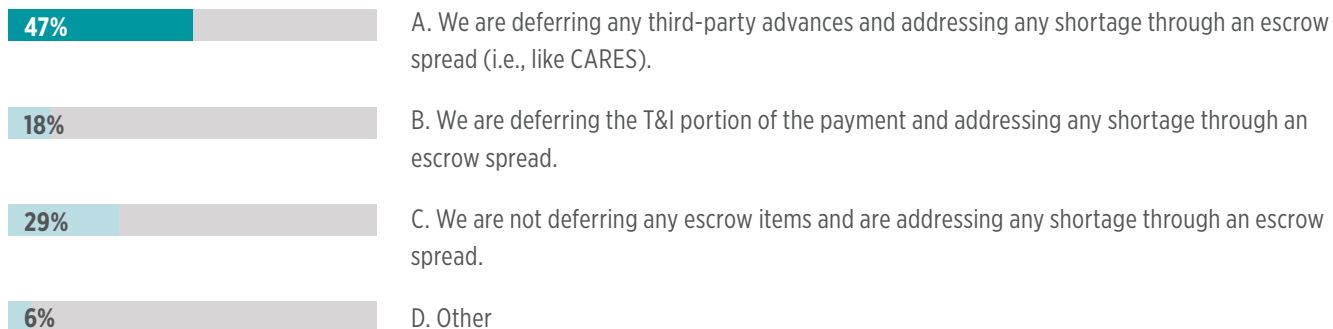 47%
A. We are deferring any third-party advances and addressing any shortage through an escrow
spread (i.e., like CARES).
18%
B. We are deferring the T&I portion of the payment and addressing any shortage through an
escrow spread.
29%
C. We are not deferring any escrow items and are addressing any shortage through an escrow
spread.
6%
D. Other